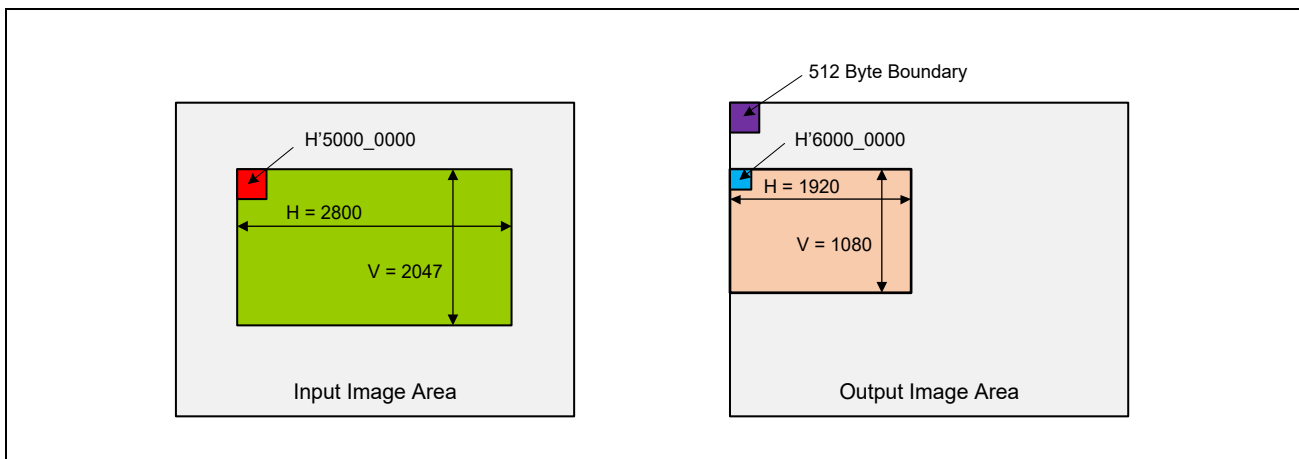 512 Byte Boundary
H’5000_0000
H = 2800
V = 2047
Input Image Area
H’6000_0000
H = 1920
V = 1080
Output Image Area